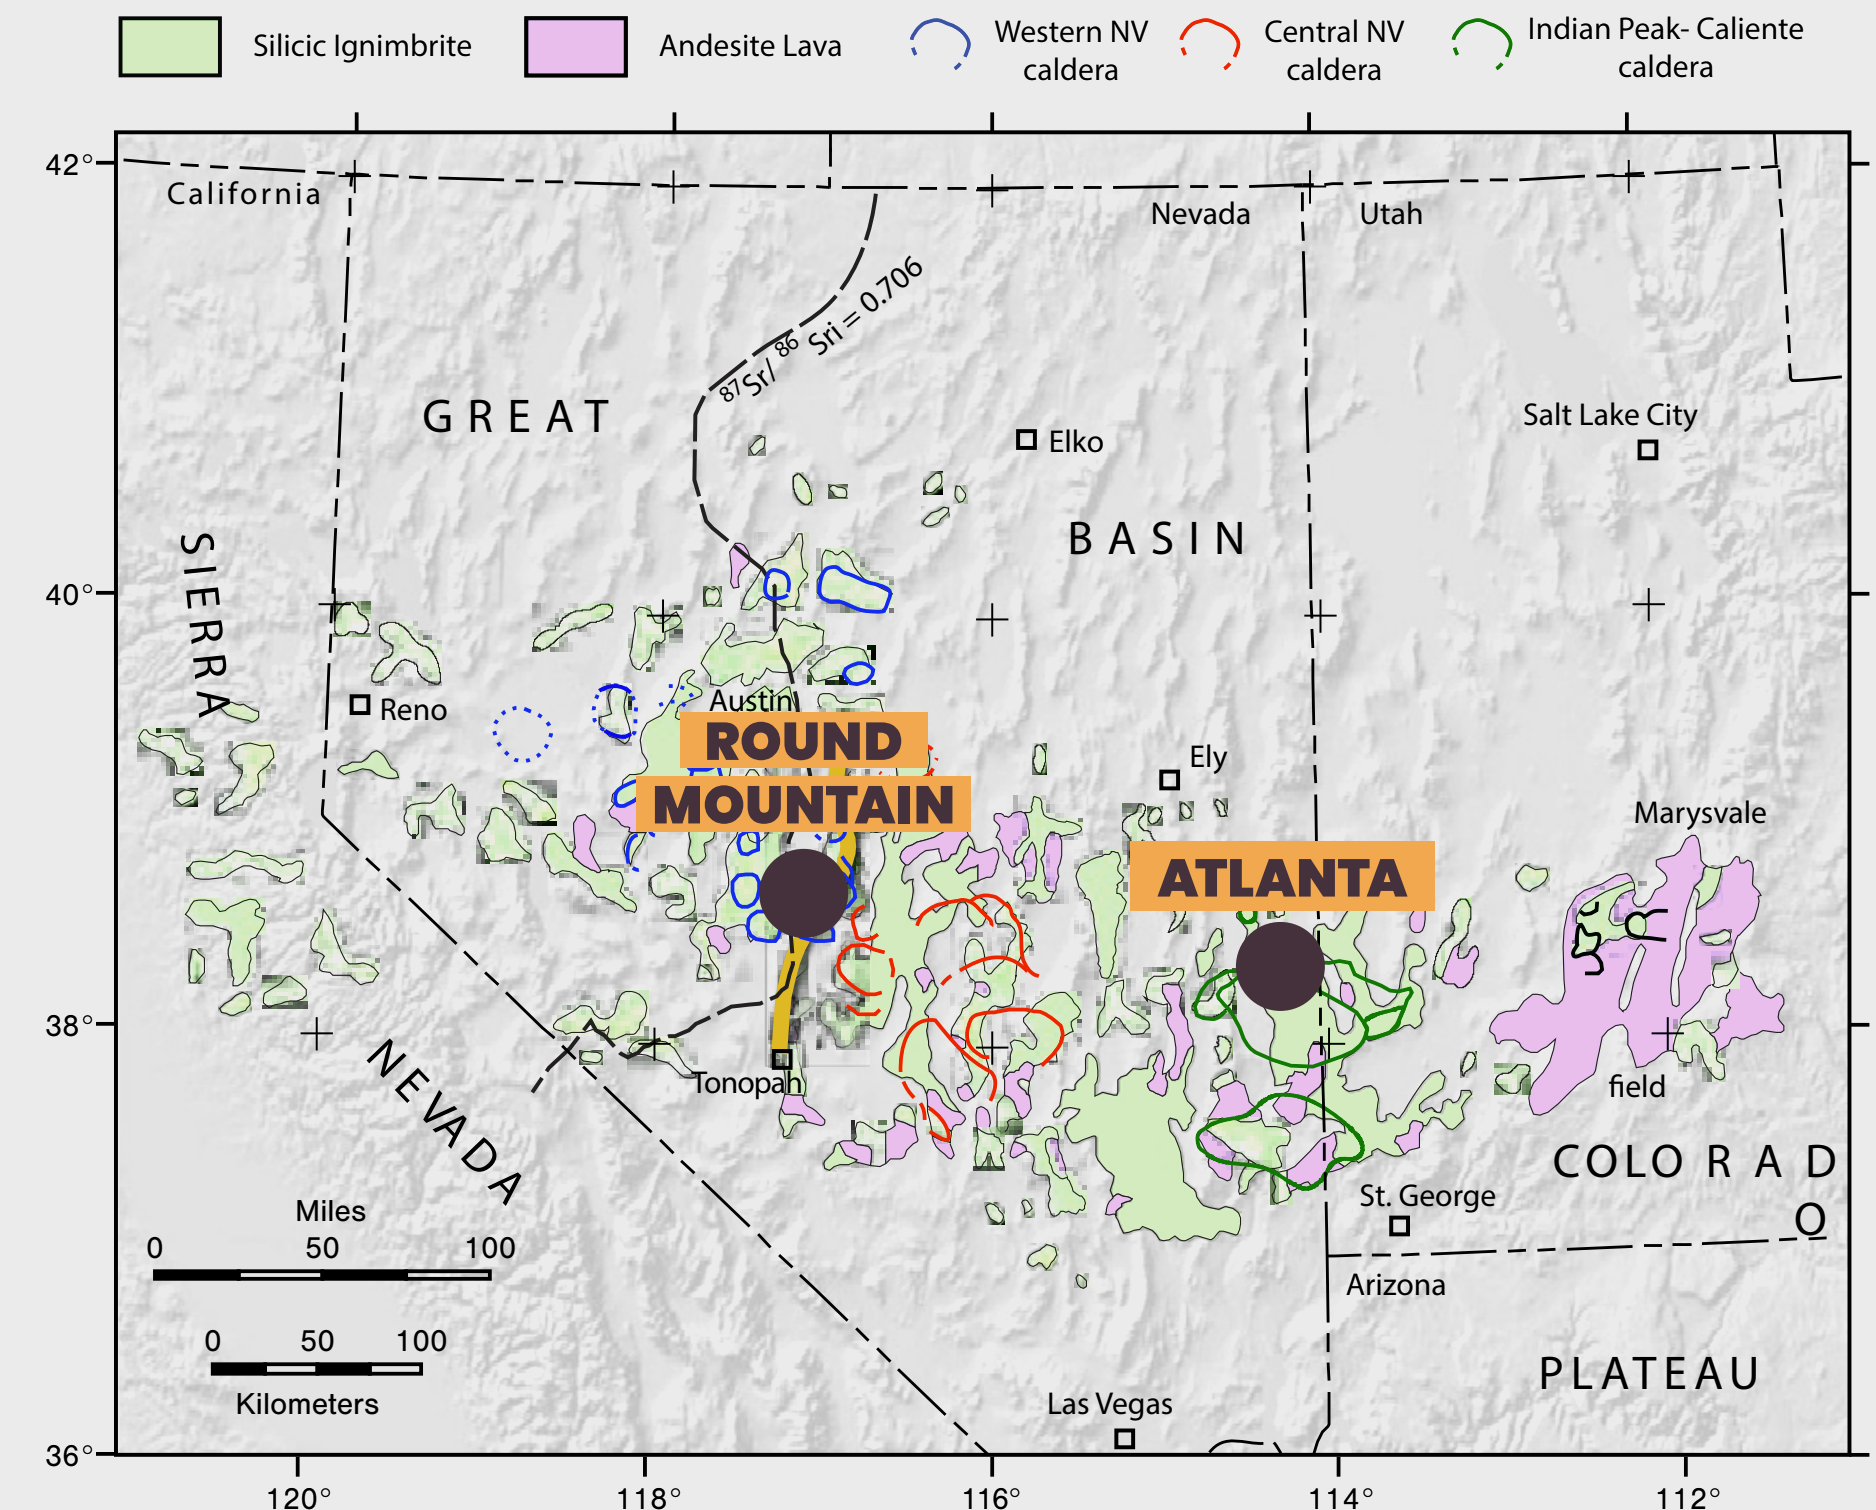 Silicic Ignimbrite
Andesite Lava
Western NV
caldera
Central NV
caldera
Indian Peak- Caliente
caldera
42°
California
Nevada
Utah
87Sr/ 86 Sri = 0.706
GREAT
Elko
Salt Lake City
BASIN
SIERRA
40°
Reno
Austin
ROUND
MOUNTAIN
Ely
ATLANTA
Marysvale
38°
NEVADA
Tonopah
field
COLORAD
O
St. George
Miles
0 50 100
Arizona
0 50 100
Kilometers
PLATEAU
Las Vegas
36°
120° 118° 116° 114° 112°